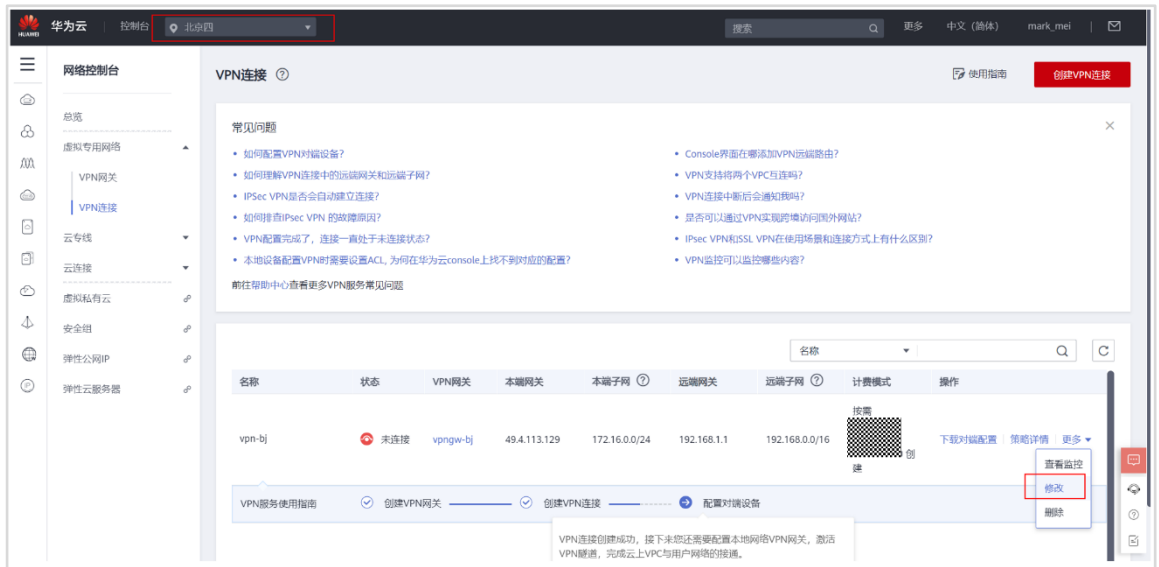 HUAWEI 华为云 控制台 北京四 搜索 更多 中文 (简体) mark_mei
网络控制台
总览
虚拟专用网络
VPN网关
VPN连接
云专线
云连接
虚拟私有云
安全组
弹性公网IP
弹性云服务器
VPN连接 使用指南 创建VPN连接
常见问题
• 如何配置VPN对端设备? • Console界面在哪添加VPN远端路由?
• 如何理解VPN连接中的远端网关和远端子网? • VPN支持将两个VPC互连吗?
• IPSec VPN是否会自动建立连接? • VPN连接中断后会通知我吗?
• 如何排查IPsec VPN 的故障原因? • 是否可以通过VPN实现跨境访问国外网站?
• VPN配置完成了，连接一直处于未连接状态? • IPsec VPN和SSL VPN在使用场景和连接方式上有什么区别?
• 本地设备配置VPN时需要设置ACL, 为何在华为云console上找不到对应的配置? • VPN监控可以监控哪些内容?
前往帮助中心查看更多VPN服务常见问题
名称
名称 状态 VPN网关 本端网关 本端子网 远端网关 远端子网 计费模式 操作
vpn-bj 未连接 vpngw-bj 49.4.113.129 172.16.0.0/24 192.168.1.1 192.168.0.0/16 按需 创建 下载对端配置 策略详情 更多
查看监控
修改
删除
VPN服务使用指南 创建VPN网关 创建VPN连接 配置对端设备
VPN连接创建成功，接下来您还需要配置本地网络VPN网关，激活
VPN隧道，完成云上VPC与用户网络的接通。